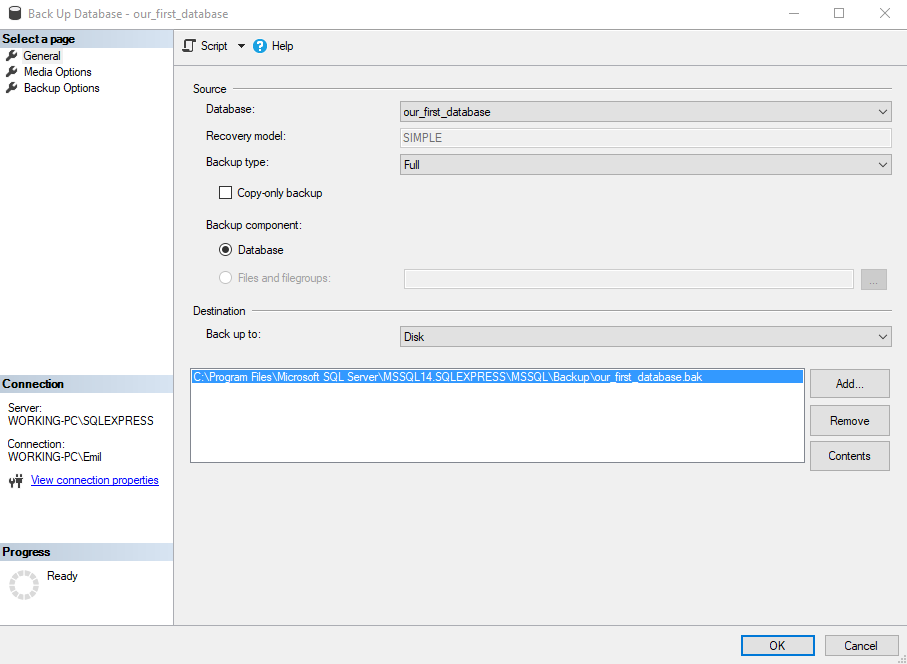 Back Up Database - our_first_database
Select a page
General
Media Options
Backup Options
Script
Help
Source
Database:
our_first_database
Recovery model:
SIMPLE
Backup type:
Full
Copy-only backup
Backup component:
Database
Files and filegroups:
...
Destination
Back up to:
Disk
C:\Program Files\Microsoft SQL Server\MSSQL14.SQLEXPRESS\MSSQL\Backup\our_first_database.bak
Add...
Remove
Contents
Connection
Server:
WORKING-PC\SQLEXPRESS
Connection:
WORKING-PC\Emil
View connection properties
Progress
Ready
OK
Cancel